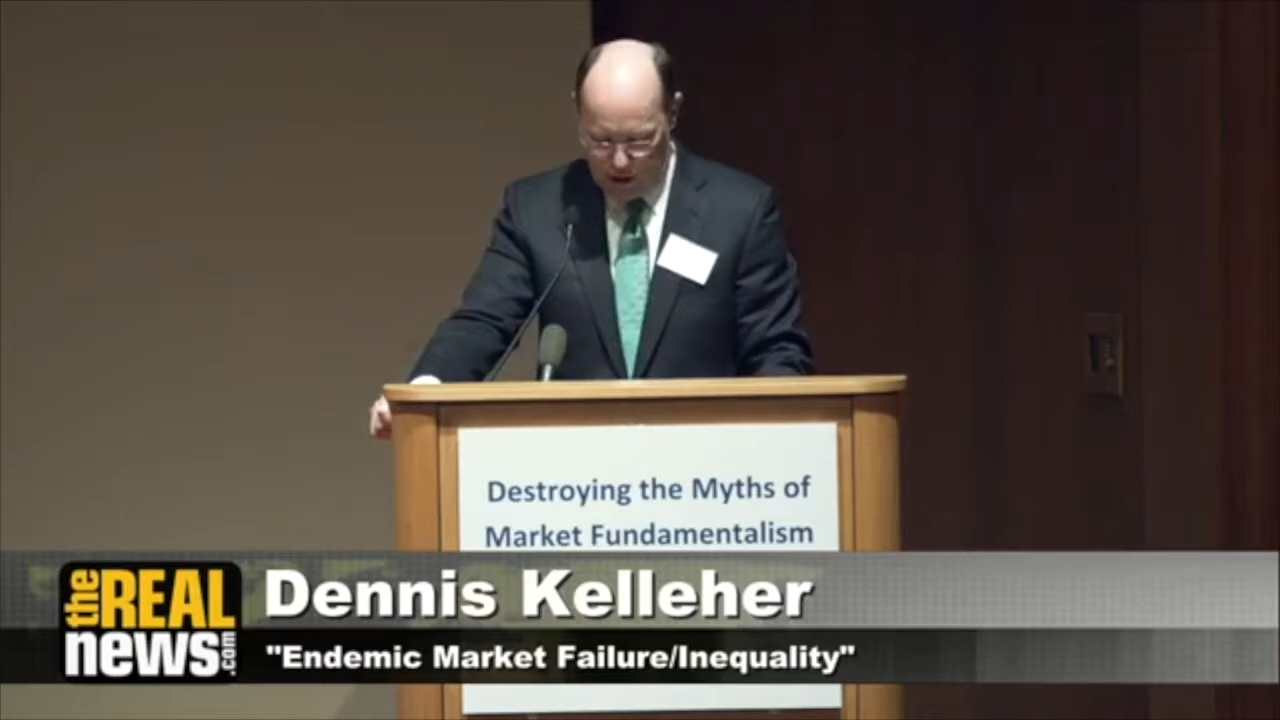 Destroying the Myths of
Market Fundamentalism
the REAL
news.com
Dennis Kelleher
"Endemic Market Failure/Inequality"